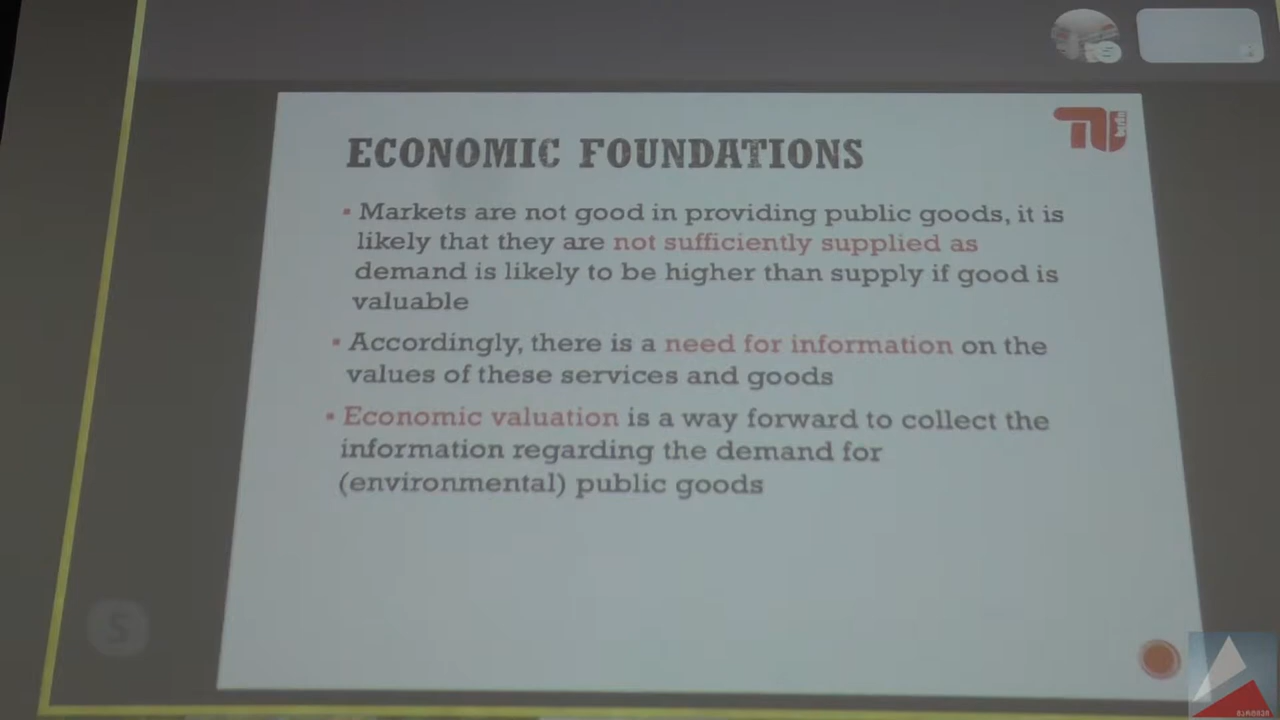 ECONOMIC FOUNDATIONS
▪ Markets are not good in providing public goods, it is
likely that they are not sufficiently supplied as
demand is likely to be higher than supply if good is
valuable
▪ Accordingly, there is a need for information on the
values of these services and goods
▪ Economic valuation is a way forward to collect the
information regarding the demand for
(environmental) public goods
berlin
S